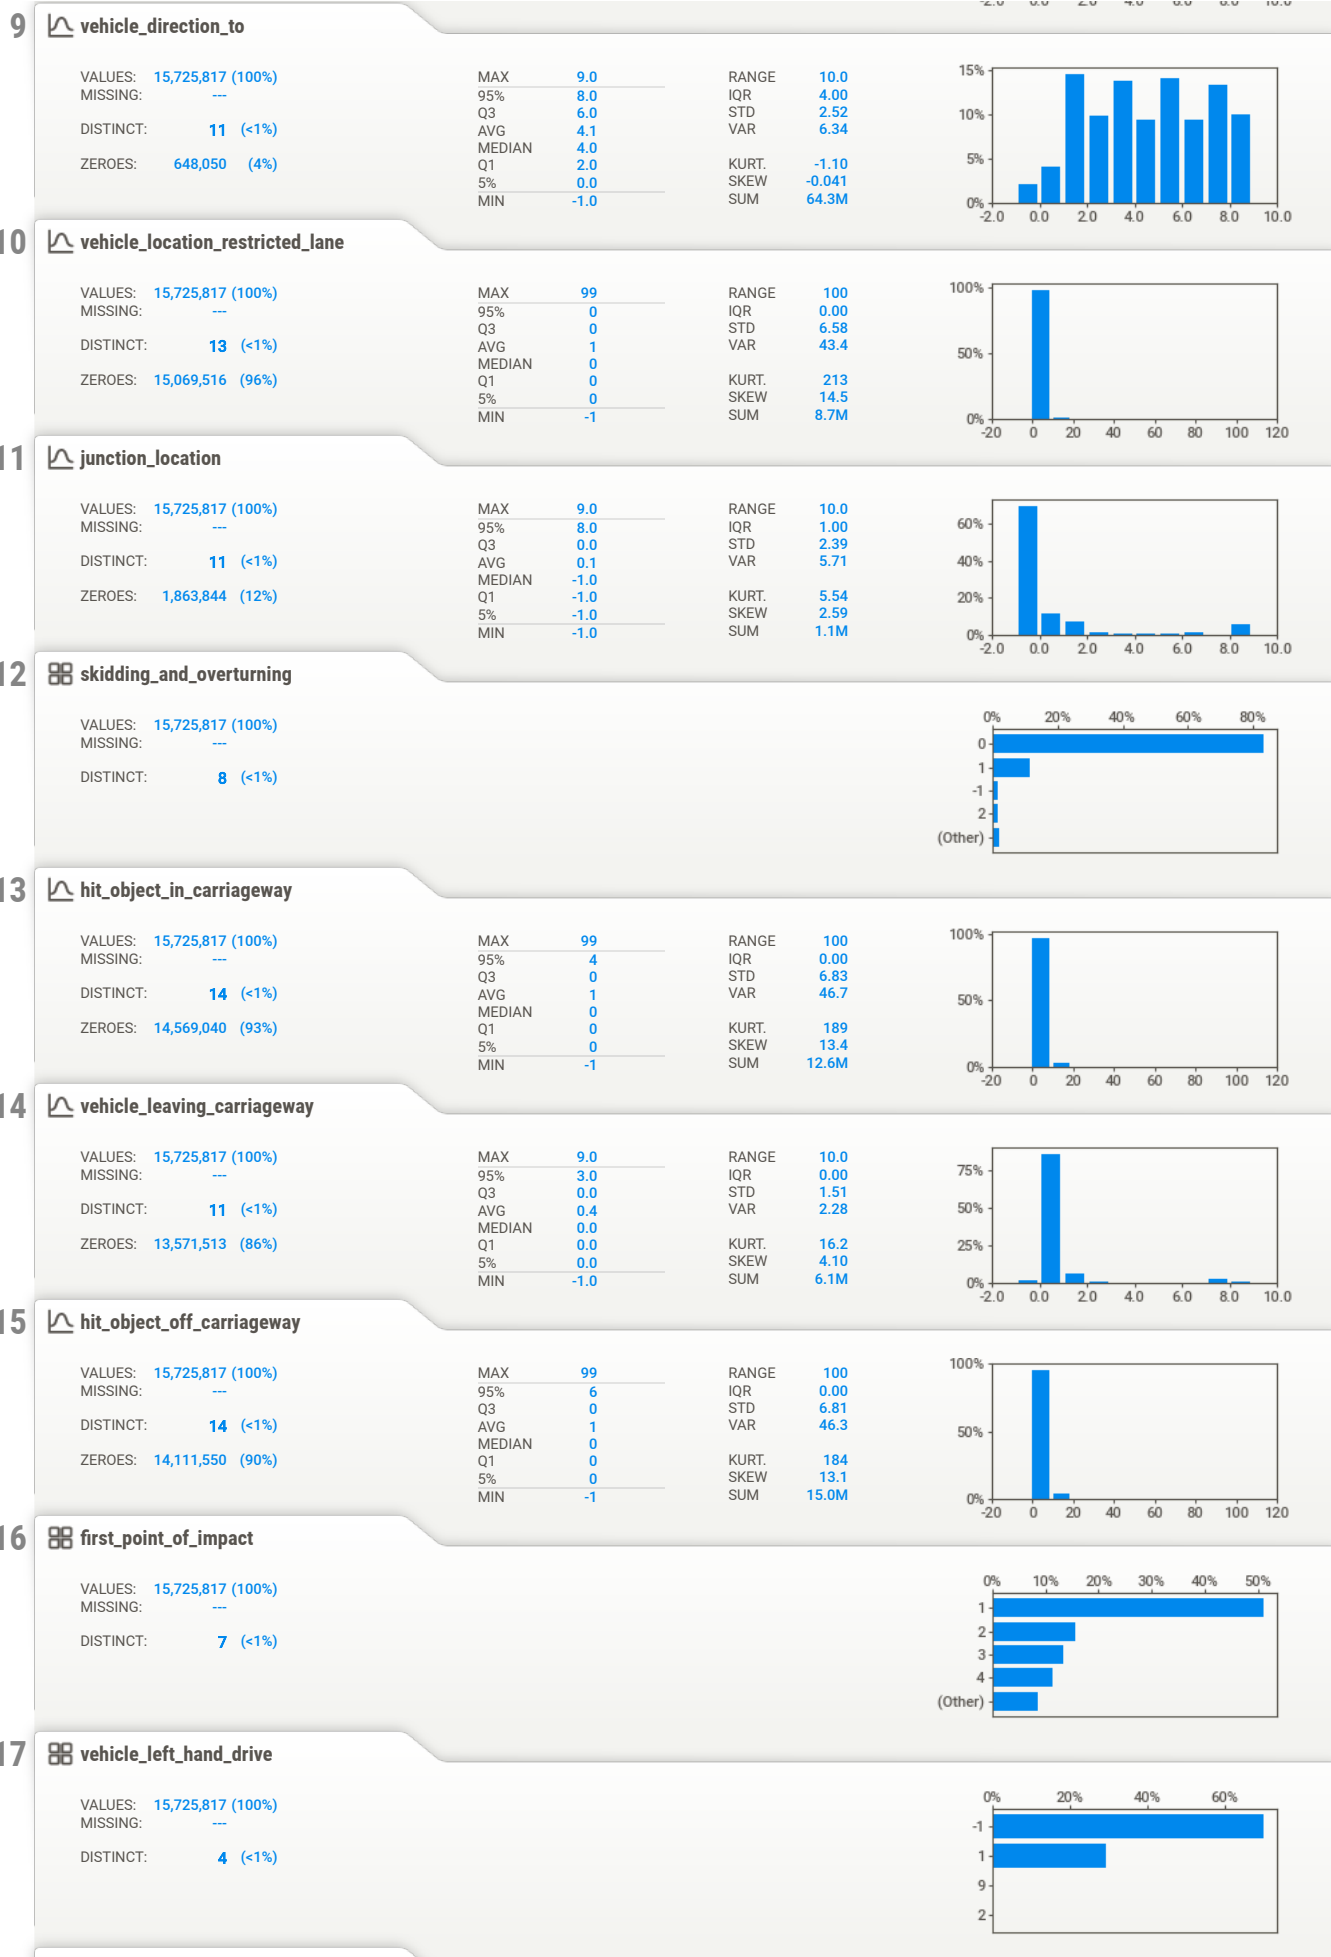 -2.0 0.0 2.0 4.0 6.0 8.0 10.0
9 vehicle_direction_to
VALUES: 15,725,817 (100%)
MISSING: ---
DISTINCT: 11 (<1%)
ZEROES: 648,050 (4%)
MAX 9.0
95% 8.0
Q3 6.0
AVG 4.1
MEDIAN 4.0
Q1 2.0
5% 0.0
MIN -1.0
RANGE 10.0
IQR 4.00
STD 2.52
VAR 6.34
KURT. -1.10
SKEW -0.041
SUM 64.3M
15%
10%
5%
0%
-2.0 0.0 2.0 4.0 6.0 8.0 10.0
10 vehicle_location_restricted_lane
VALUES: 15,725,817 (100%)
MISSING: ---
DISTINCT: 13 (<1%)
ZEROES: 15,069,516 (96%)
MAX 99
95% 0
Q3 0
AVG 1
MEDIAN 0
Q1 0
5% 0
MIN -1
RANGE 100
IQR 0.00
STD 6.58
VAR 43.4
KURT. 213
SKEW 14.5
SUM 8.7M
100%
50%
0%
-20 0 20 40 60 80 100 120
11 junction_location
VALUES: 15,725,817 (100%)
MISSING: ---
DISTINCT: 11 (<1%)
ZEROES: 1,863,844 (12%)
MAX 9.0
95% 8.0
Q3 0.0
AVG 0.1
MEDIAN -1.0
Q1 -1.0
5% -1.0
MIN -1.0
RANGE 10.0
IQR 1.00
STD 2.39
VAR 5.71
KURT. 5.54
SKEW 2.59
SUM 1.1M
60%
40%
20%
0%
-2.0 0.0 2.0 4.0 6.0 8.0 10.0
12 skidding_and_overturning
VALUES: 15,725,817 (100%)
MISSING: ---
DISTINCT: 8 (<1%)
0% 20% 40% 60% 80%
0
1
-1
2
(Other)
13 hit_object_in_carriageway
VALUES: 15,725,817 (100%)
MISSING: ---
DISTINCT: 14 (<1%)
ZEROES: 14,569,040 (93%)
MAX 99
95% 4
Q3 0
AVG 1
MEDIAN 0
Q1 0
5% 0
MIN -1
RANGE 100
IQR 0.00
STD 6.83
VAR 46.7
KURT. 189
SKEW 13.4
SUM 12.6M
100%
50%
0%
-20 0 20 40 60 80 100 120
14 vehicle_leaving_carriageway
VALUES: 15,725,817 (100%)
MISSING: ---
DISTINCT: 11 (<1%)
ZEROES: 13,571,513 (86%)
MAX 9.0
95% 3.0
Q3 0.0
AVG 0.4
MEDIAN 0.0
Q1 0.0
5% 0.0
MIN -1.0
RANGE 10.0
IQR 0.00
STD 1.51
VAR 2.28
KURT. 16.2
SKEW 4.10
SUM 6.1M
75%
50%
25%
0%
-2.0 0.0 2.0 4.0 6.0 8.0 10.0
15 hit_object_off_carriageway
VALUES: 15,725,817 (100%)
MISSING: ---
DISTINCT: 14 (<1%)
ZEROES: 14,111,550 (90%)
MAX 99
95% 6
Q3 0
AVG 1
MEDIAN 0
Q1 0
5% 0
MIN -1
RANGE 100
IQR 0.00
STD 6.81
VAR 46.3
KURT. 184
SKEW 13.1
SUM 15.0M
100%
50%
0%
-20 0 20 40 60 80 100 120
16 first_point_of_impact
VALUES: 15,725,817 (100%)
MISSING: ---
DISTINCT: 7 (<1%)
0% 10% 20% 30% 40% 50%
1
2
3
4
(Other)
17 vehicle_left_hand_drive
VALUES: 15,725,817 (100%)
MISSING: ---
DISTINCT: 4 (<1%)
0% 20% 40% 60%
-1
1
9
2